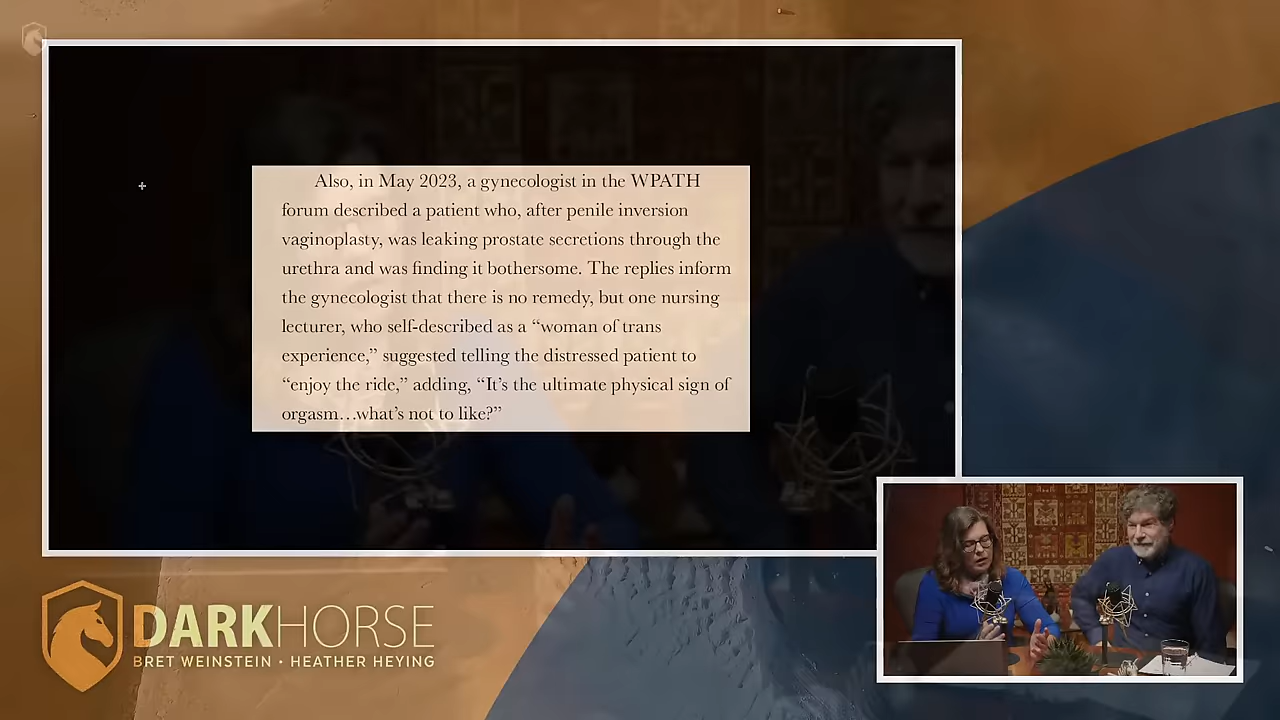 Also, in May 2023, a gynecologist in the WPATH
forum described a patient who, after penile inversion
vaginoplasty, was leaking prostate secretions through the
urethra and was finding it bothersome. The replies inform
the gynecologist that there is no remedy, but one nursing
lecturer, who self-described as a “woman of trans
experience,” suggested telling the distressed patient to
“enjoy the ride,” adding, “It’s the ultimate physical sign of
orgasm…what’s not to like?”
DARKHORSE
BRET WEINSTEIN · HEATHER HEYING